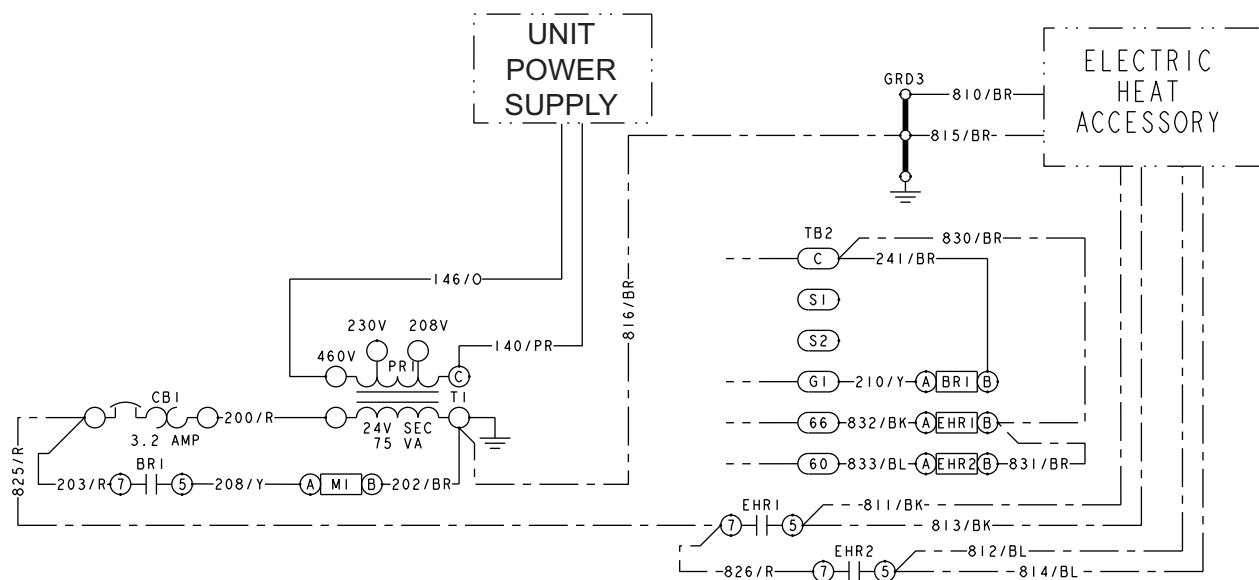 UNIT
POWER
SUPPLY
ELECTRIC
HEAT
ACCESSORY
GRD3
810/BR
815/BR
TB2
830/BR
C
241/BR
146/O
816/BR
S1
230V 208V
S2
140/PR
460V
PR1
C
G1 210/Y A BR1 B
T1
CB1
200/R
24V SEC
75 VA
3.2 AMP
66 832/BK A EHR1 B
825/R
BR1
60 833/BL A EHR2 B 831/BR
203/R 7 5 208/Y A M1 B 202/BR
EHR1
811/BK
7 5
813/BK
EHR2
812/BL
826/R 7 5
814/BL